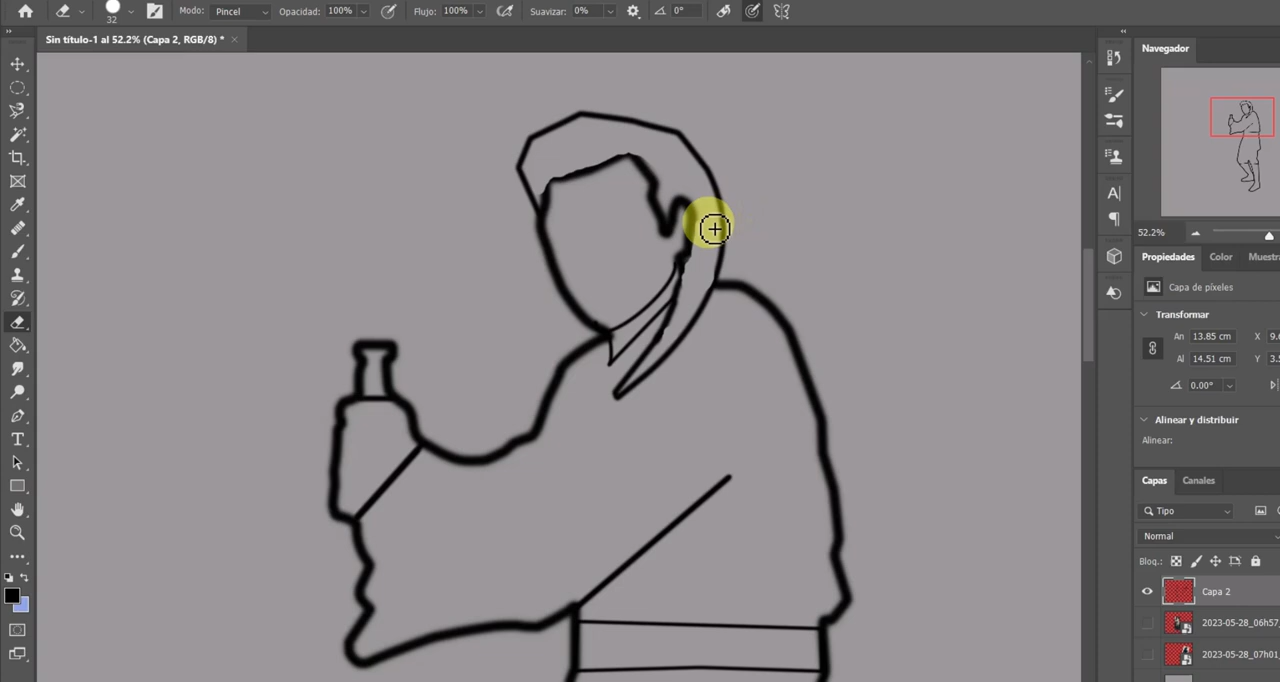 Modo: Pincel Opacidad: 100% Flujo: 100% Suavizar: 0% 0°
32
Sin título-1 al 52.2% (Capa 2, RGB/8) *
Navegador
52.2%
Propiedades Color
Capa de píxeles
Transformar
An 13.85 cm X
Al 14.51 cm Y
0.00°
Alinear y distribuir
Alinear:
Capas Canales
Tipo
Normal
Bloq.:
Capa 2
2023-05-28_06h57
2023-05-28_07h01